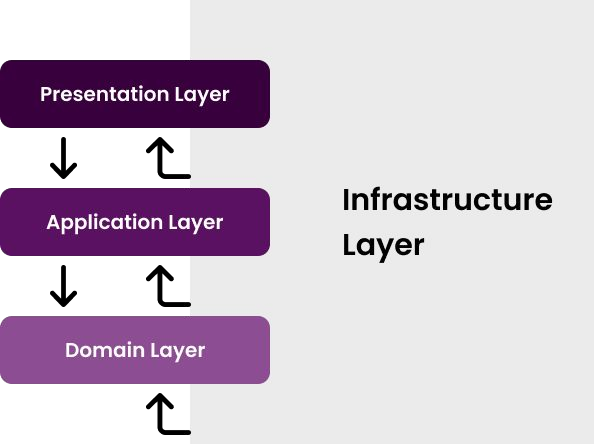 Presentation Layer
Application Layer
Infrastructure
Layer
Domain Layer